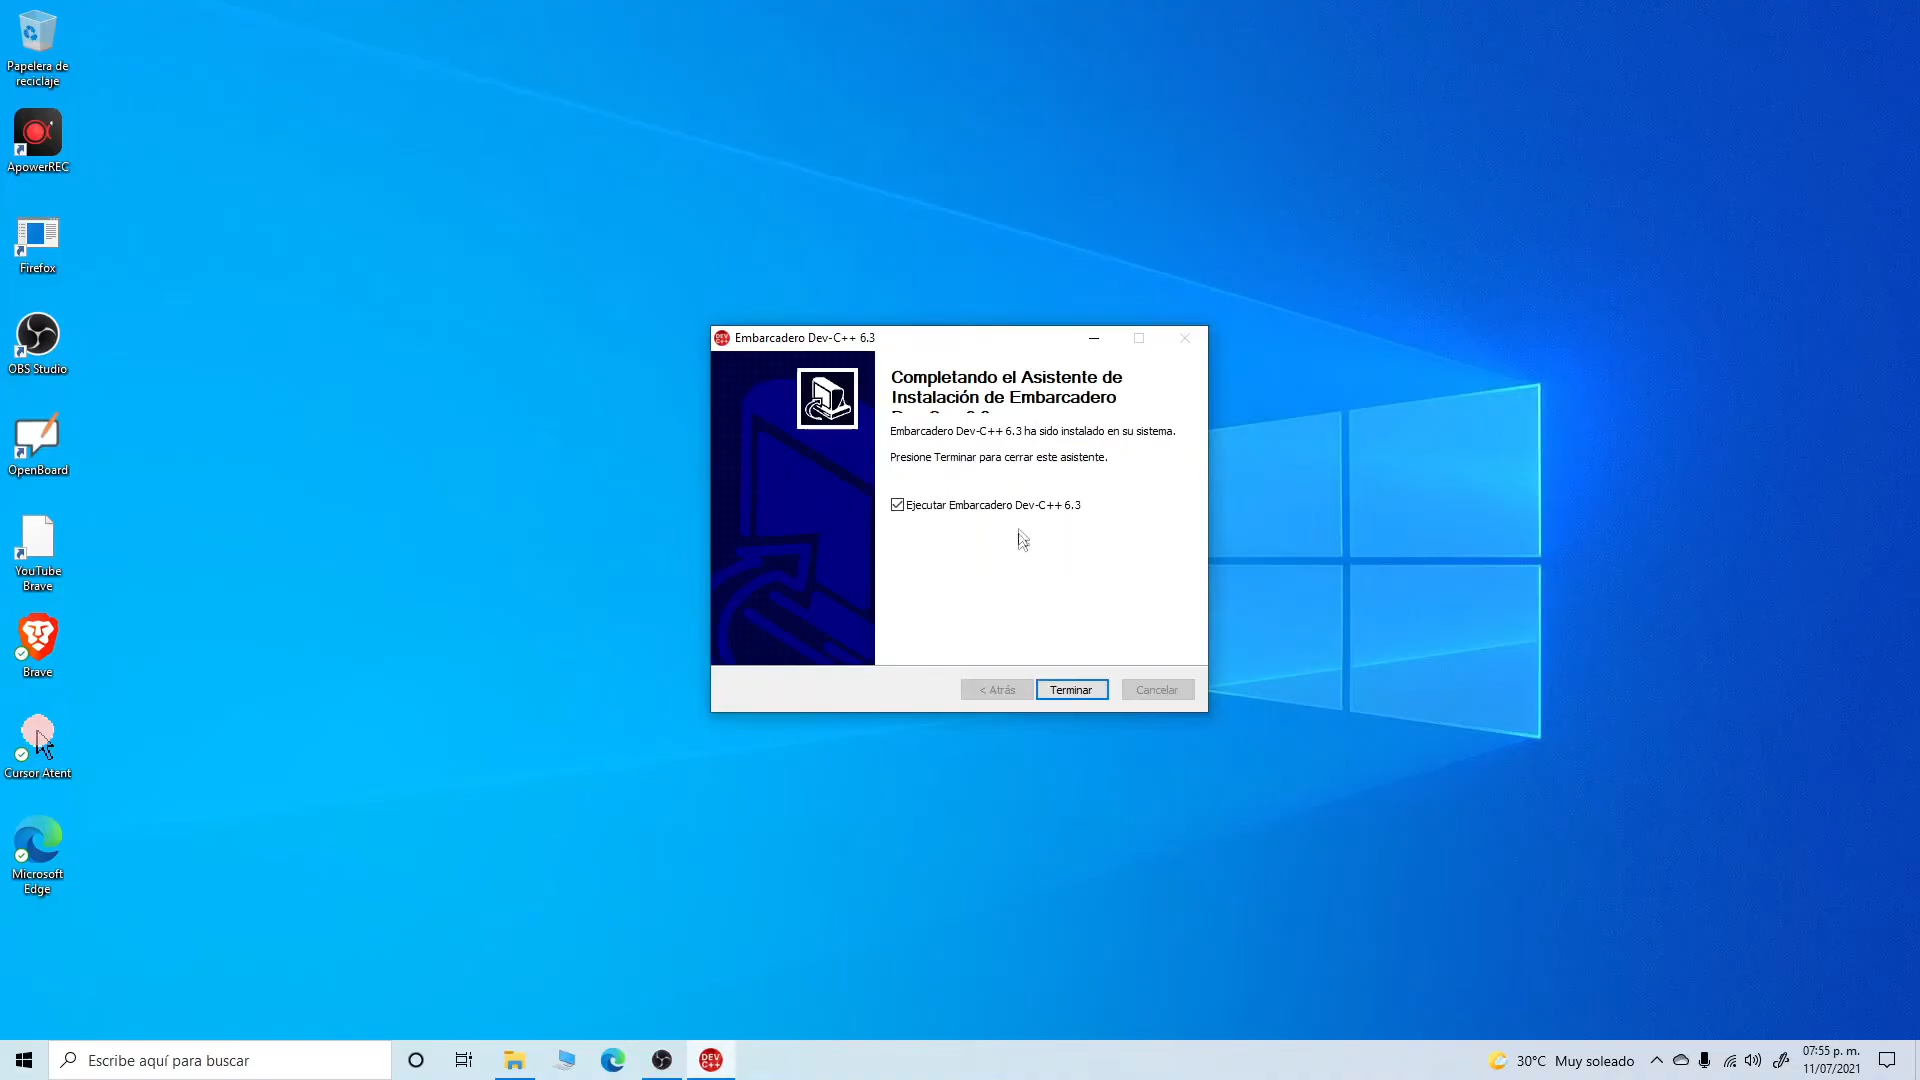 Papelera de
reciclaje
ApowerREC
Firefox
OBS Studio
OpenBoard
YouTube
Brave
Brave
Cursor Atent
Microsoft
Edge
Embarcadero Dev-C++ 6.3
Completando el Asistente de
Instalación de Embarcadero
Embarcadero Dev-C++ 6.3 ha sido instalado en su sistema.
Presione Terminar para cerrar este asistente.
Ejecutar Embarcadero Dev-C++ 6.3
< Atrás
Terminar
Cancelar
Escribe aquí para buscar
DEV
C++
30°C Muy soleado
07:55 p. m.
11/07/2021